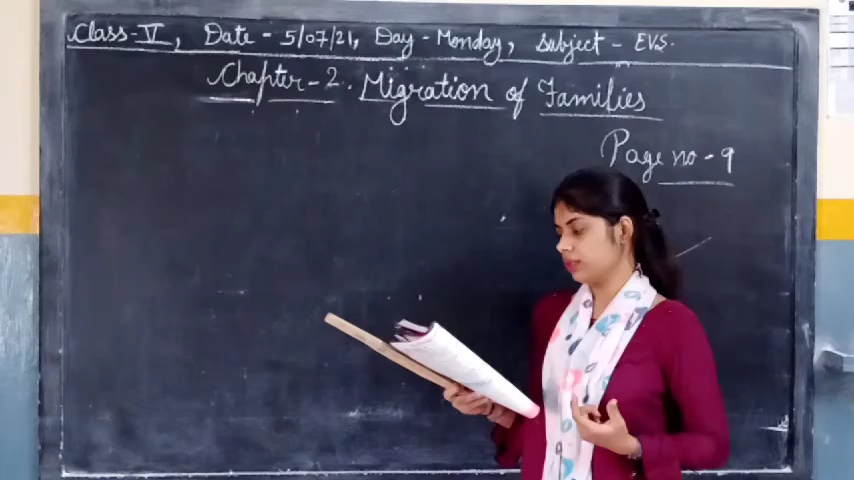 Class-V, Date - 5/07/21, Day - Monday, Subject - EVS.
Chapter-2. Migration of Families
Page no - 9